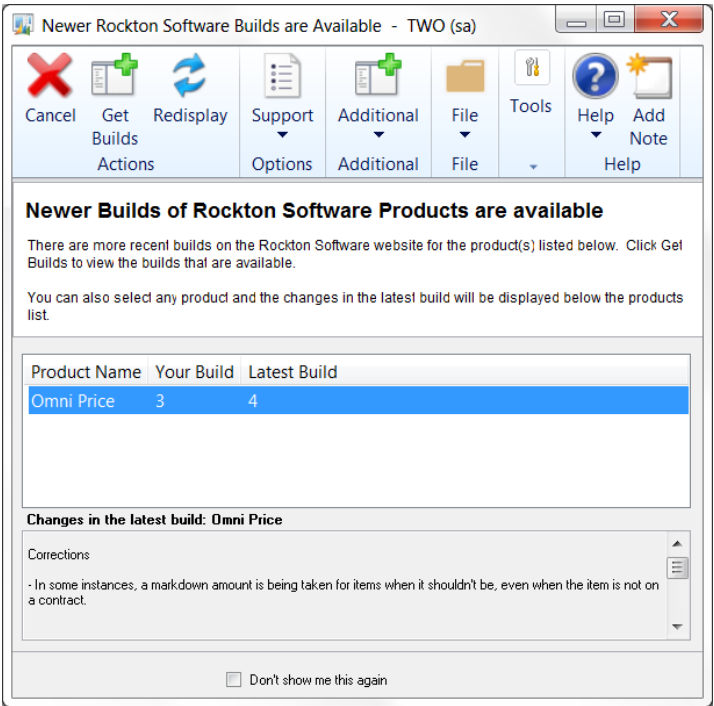 Newer Rockton Software Builds are Available - TWO (sa)
Cancel Get Builds Redisplay Support Additional File Tools Help Add Note
Actions Options Additional File Help
Newer Builds of Rockton Software Products are available
There are more recent builds on the Rockton Software website for the product(s) listed below. Click Get
Builds to view the builds that are available.
You can also select any product and the changes in the latest build will be displayed below the products
list.
Product Name Your Build Latest Build
Omni Price 3 4
Changes in the latest build: Omni Price
Corrections
- In some instances, a markdown amount is being taken for items when it shouldn't be, even when the item is not on
a contract.
Don't show me this again